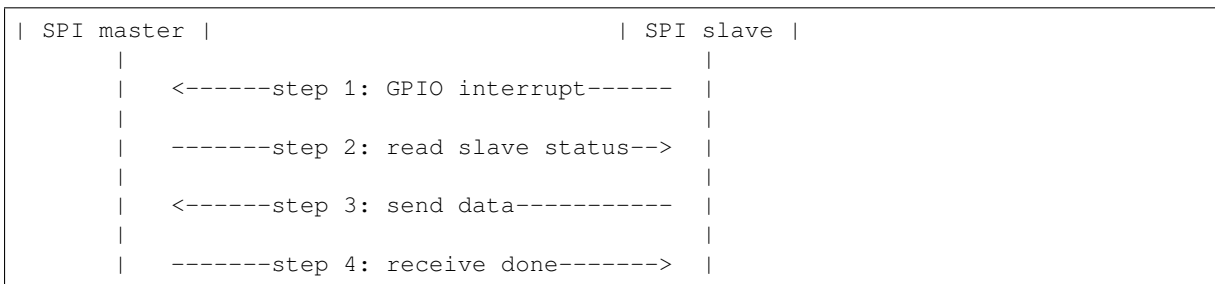 | SPI master |                                  | SPI slave |
       |                                              |
       |   <------step 1: GPIO interrupt------  |
       |                                              |
       |   -------step 2: read slave status-->  |
       |                                              |
       |   <------step 3: send data-----------  |
       |                                              |
       |   -------step 4: receive done------->  |